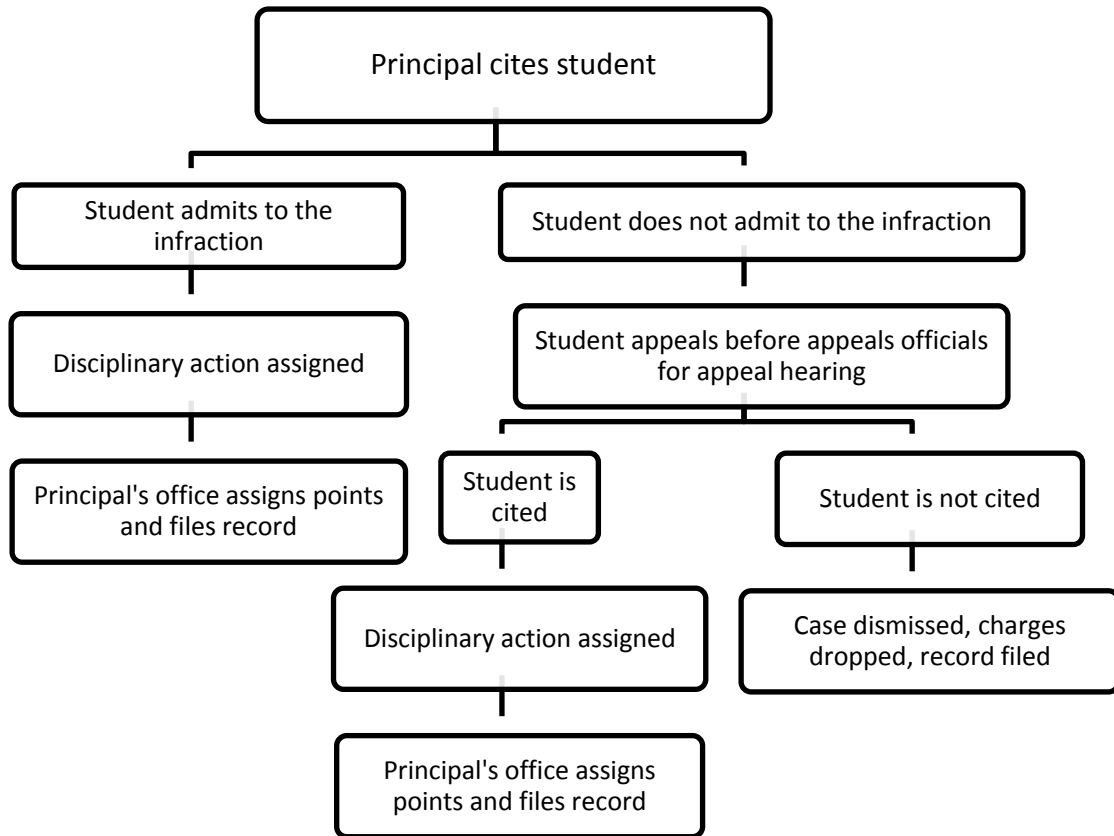 Principal cites student
Student admits to the
infraction
Student does not admit to the infraction
Disciplinary action assigned
Student appeals before appeals officials
for appeal hearing
Principal's office assigns points
and files record
Student is
cited
Student is not cited
Disciplinary action assigned
Case dismissed, charges
dropped, record filed
Principal's office assigns
points and files record